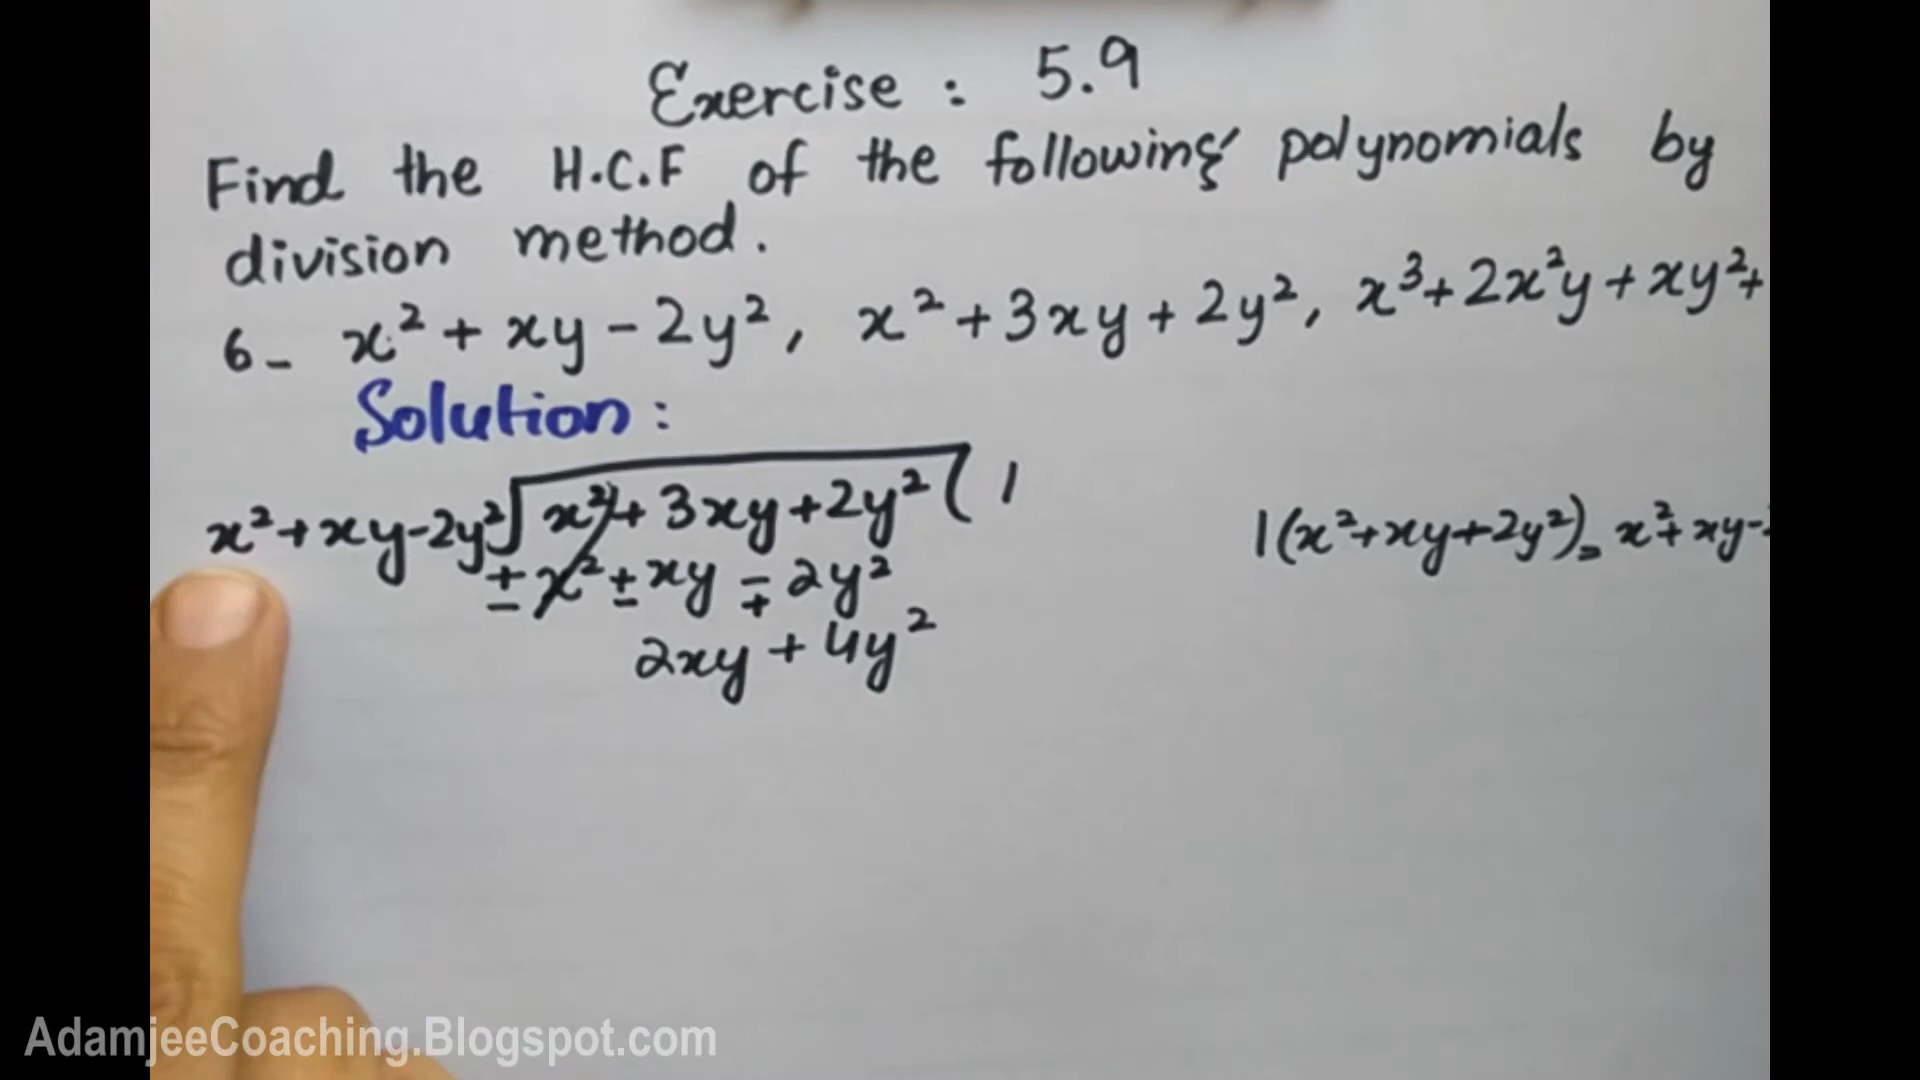 Exercise : 5.9
Find the H.C.F of the following polynomials by
division method.
6- x² + xy - 2y², x² + 3xy + 2y², x³ + 2x²y + xy² +
Solution :
x² + xy - 2y² √ x² + 3xy + 2y² ( 1
± x² ± xy ∓ 2y²
2xy + 4y²
1(x² + xy + 2y²) = x² + xy -
AdamjeeCoaching.Blogspot.com